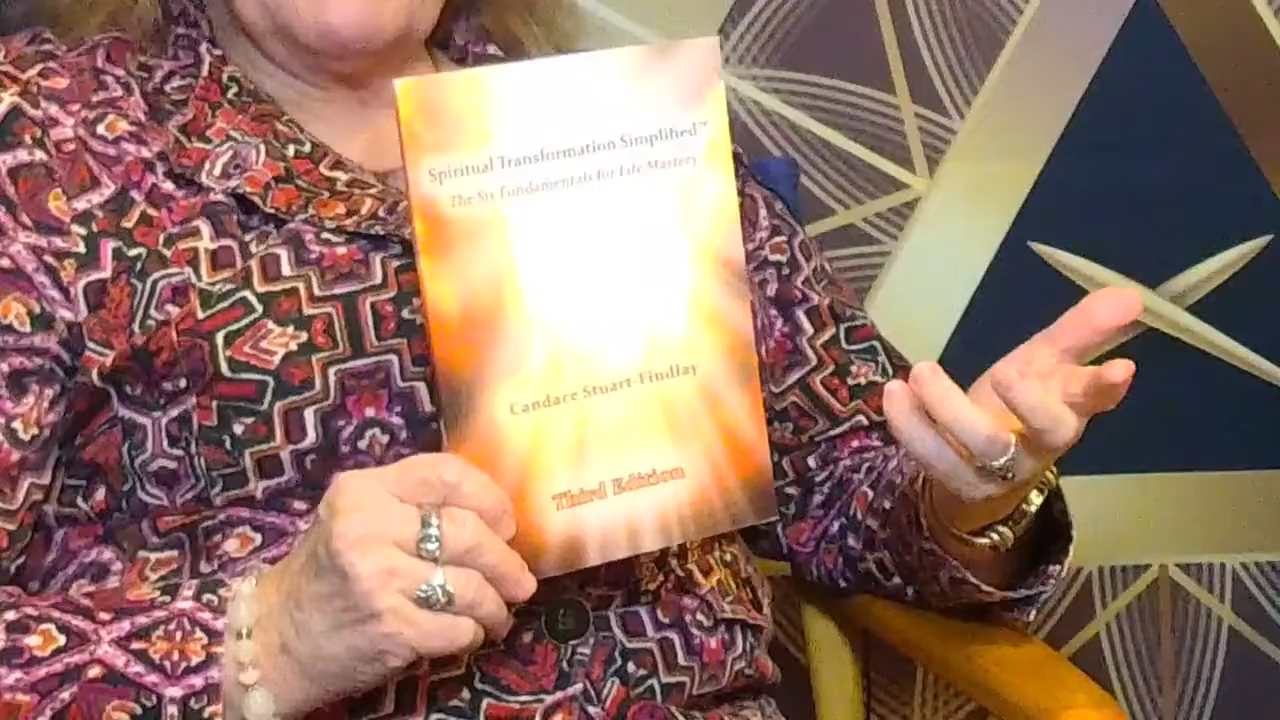 Spiritual Transformation Simplified™
The Six Fundamentals for Life Mastery
Candace Stuart-Findlay
Third Edition